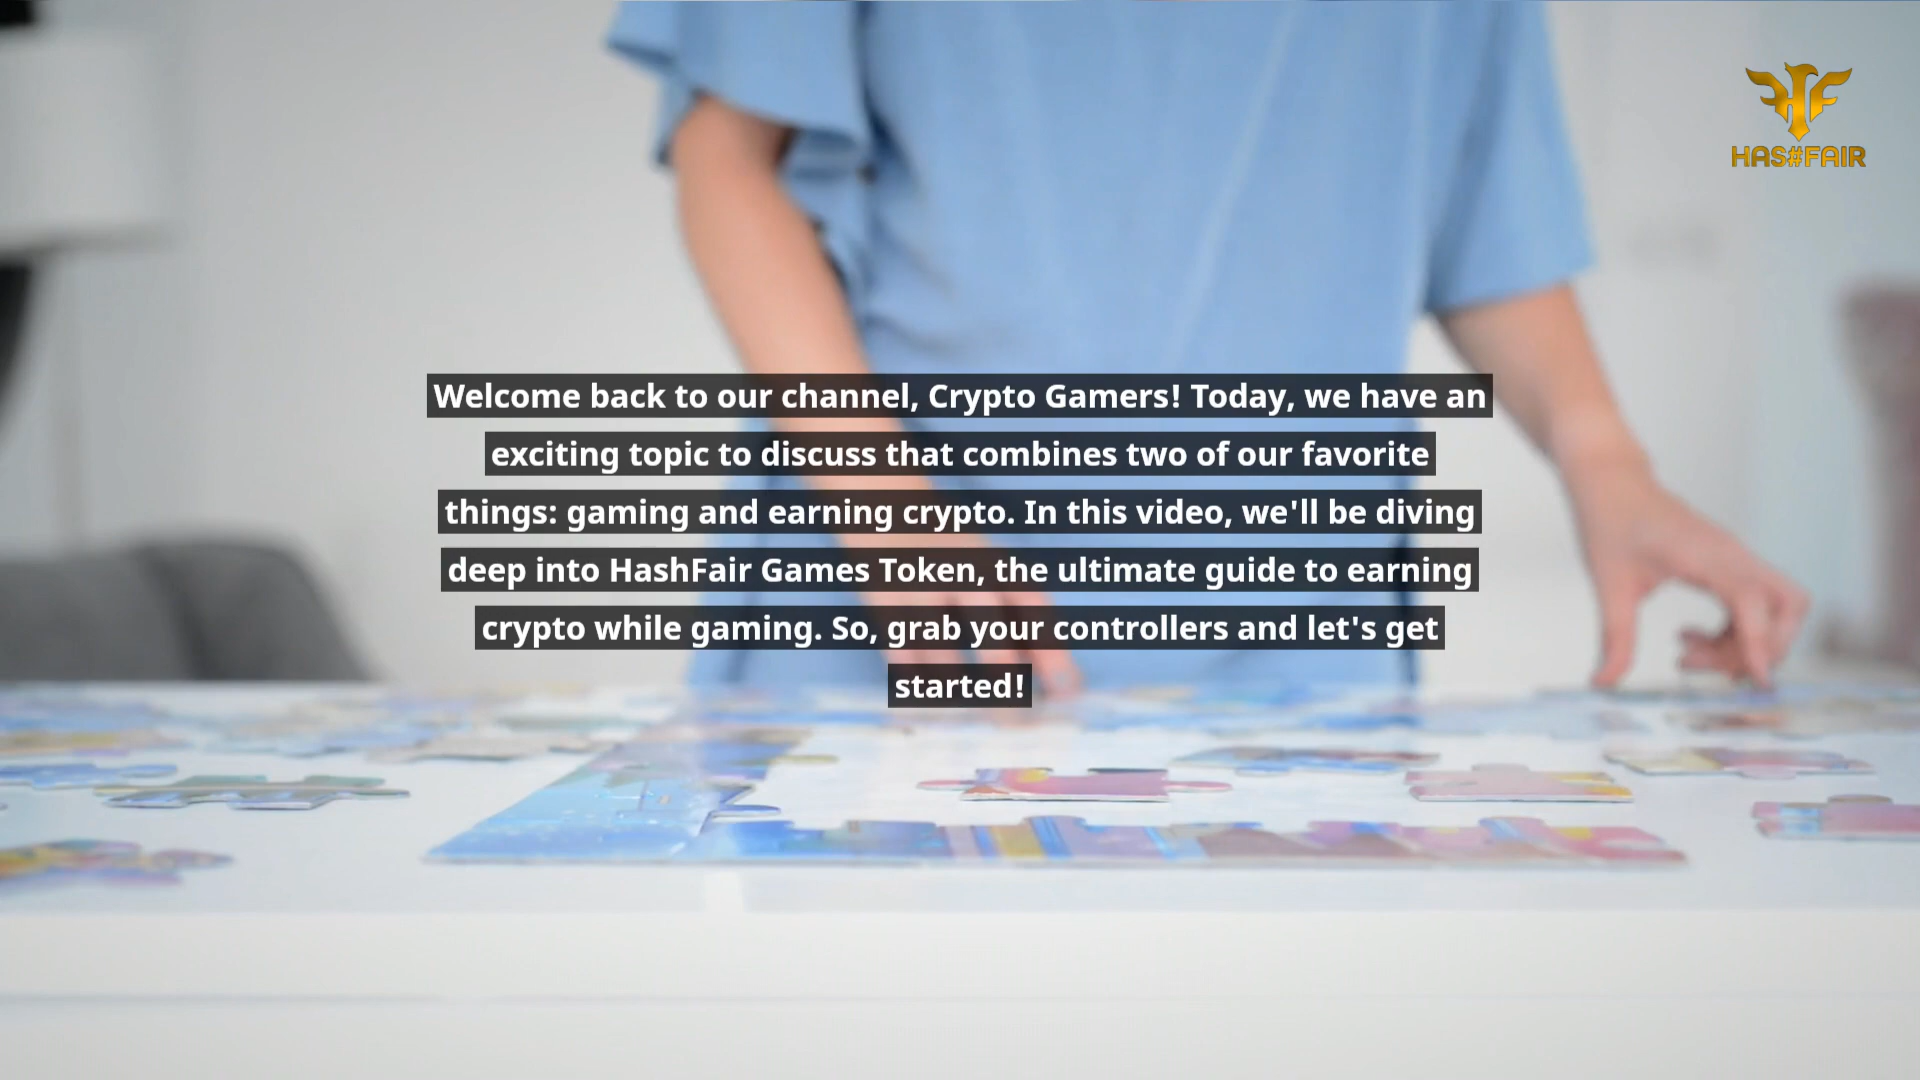 HAS#FAIR
Welcome back to our channel, Crypto Gamers! Today, we have an
exciting topic to discuss that combines two of our favorite
things: gaming and earning crypto. In this video, we'll be diving
deep into HashFair Games Token, the ultimate guide to earning
crypto while gaming. So, grab your controllers and let's get
started!